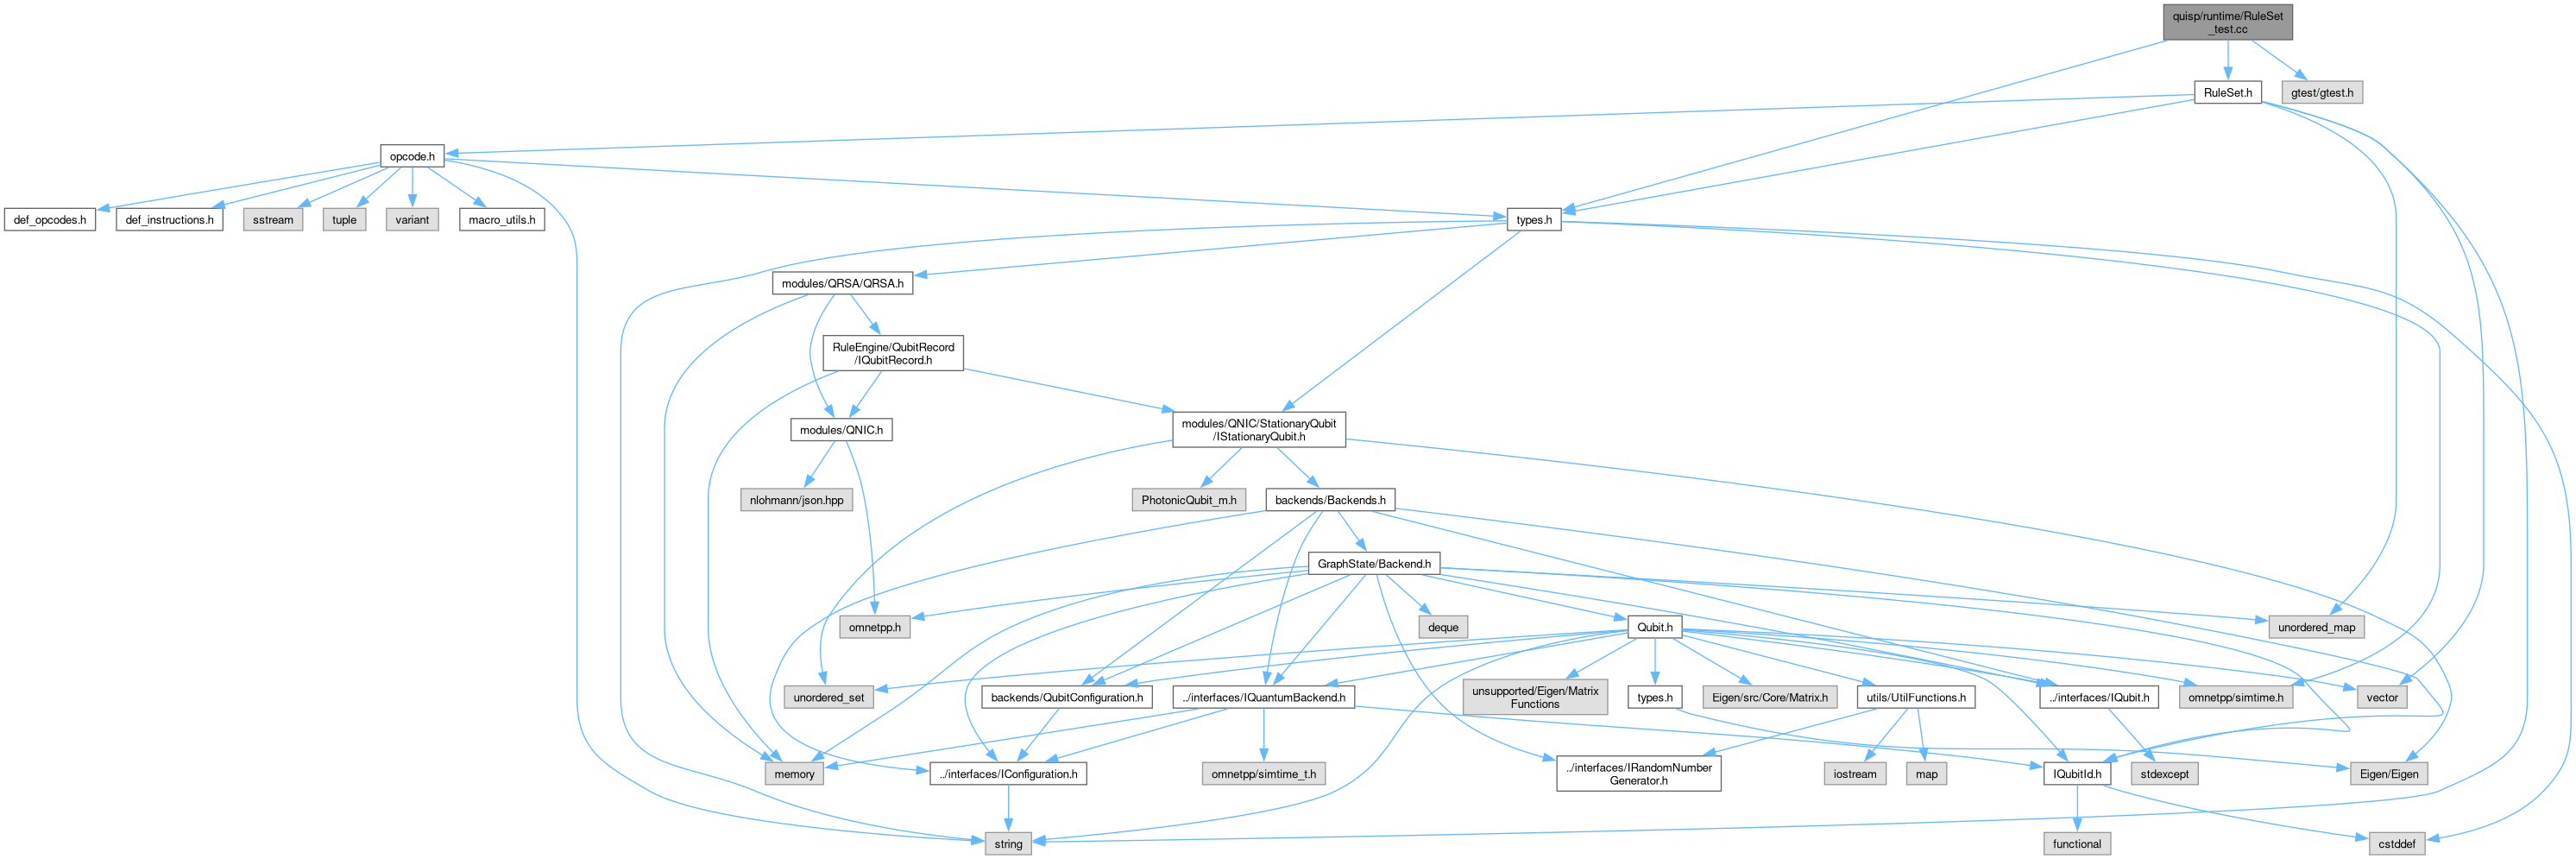 quisp/runtime/RuleSet
_test.cc
RuleSet.h
gtest/gtest.h
opcode.h
def_opcodes.h
def_instructions.h
sstream
tuple
variant
macro_utils.h
types.h
modules/QRSA/QRSA.h
RuleEngine/QubitRecord
/IQubitRecord.h
modules/QNIC.h
modules/QNIC/StationaryQubit
/IStationaryQubit.h
nlohmann/json.hpp
PhotonicQubit_m.h
backends/Backends.h
GraphState/Backend.h
omnetpp.h
deque
Qubit.h
unordered_map
unordered_set
backends/QubitConfiguration.h
../interfaces/IQuantumBackend.h
unsupported/Eigen/Matrix
Functions
types.h
Eigen/src/Core/Matrix.h
utils/UtilFunctions.h
../interfaces/IQubit.h
omnetpp/simtime.h
vector
memory
../interfaces/IConfiguration.h
omnetpp/simtime_t.h
../interfaces/IRandomNumber
Generator.h
iostream
map
IQubitId.h
stdexcept
Eigen/Eigen
string
functional
cstddef